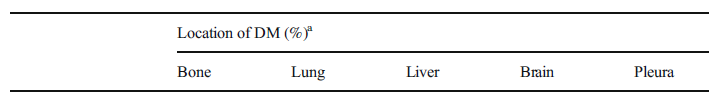 Location of DM (%)ᵃ
Bone Lung Liver Brain Pleura